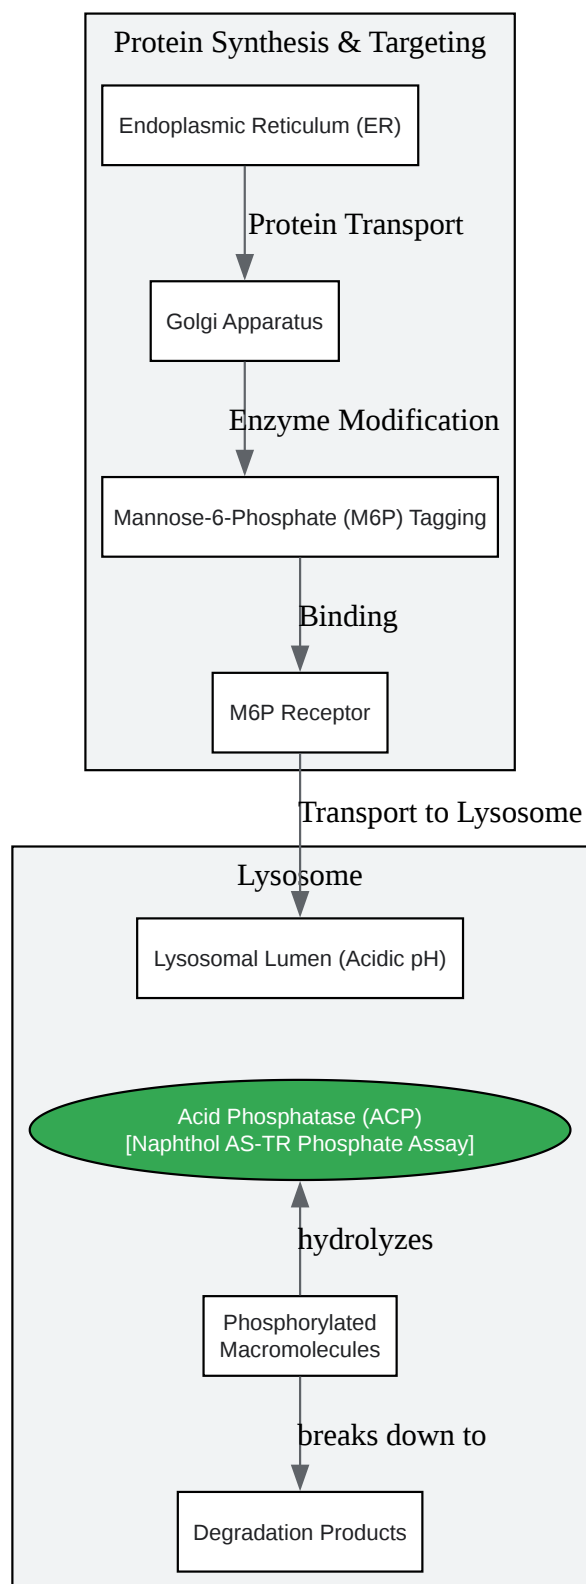 Protein Synthesis & Targeting
Endoplasmic Reticulum (ER)
Protein Transport
Golgi Apparatus
Enzyme Modification
Mannose-6-Phosphate (M6P) Tagging
Binding
M6P Receptor
Transport to Lysosome
Lysosome
Lysosomal Lumen (Acidic pH)
Acid Phosphatase (ACP)
[Naphthol AS-TR Phosphate Assay]
hydrolyzes
Phosphorylated
Macromolecules
breaks down to
Degradation Products